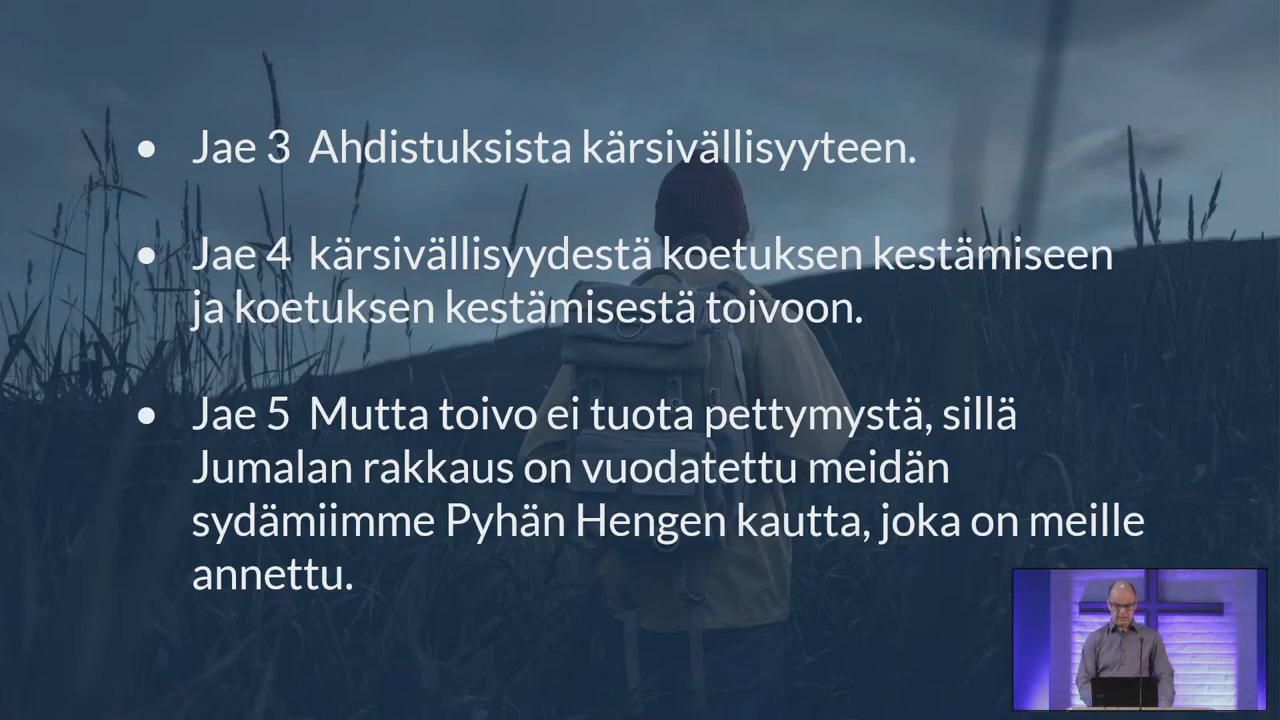 • Jae 3 Ahdistuksista kärsivällisyyteen.
• Jae 4 kärsivällisyydestä koetuksen kestämiseen
ja koetuksen kestämisestä toivoon.
• Jae 5 Mutta toivo ei tuota pettymystä, sillä
Jumalan rakkaus on vuodatettu meidän
sydämiimme Pyhän Hengen kautta, joka on meille
annettu.